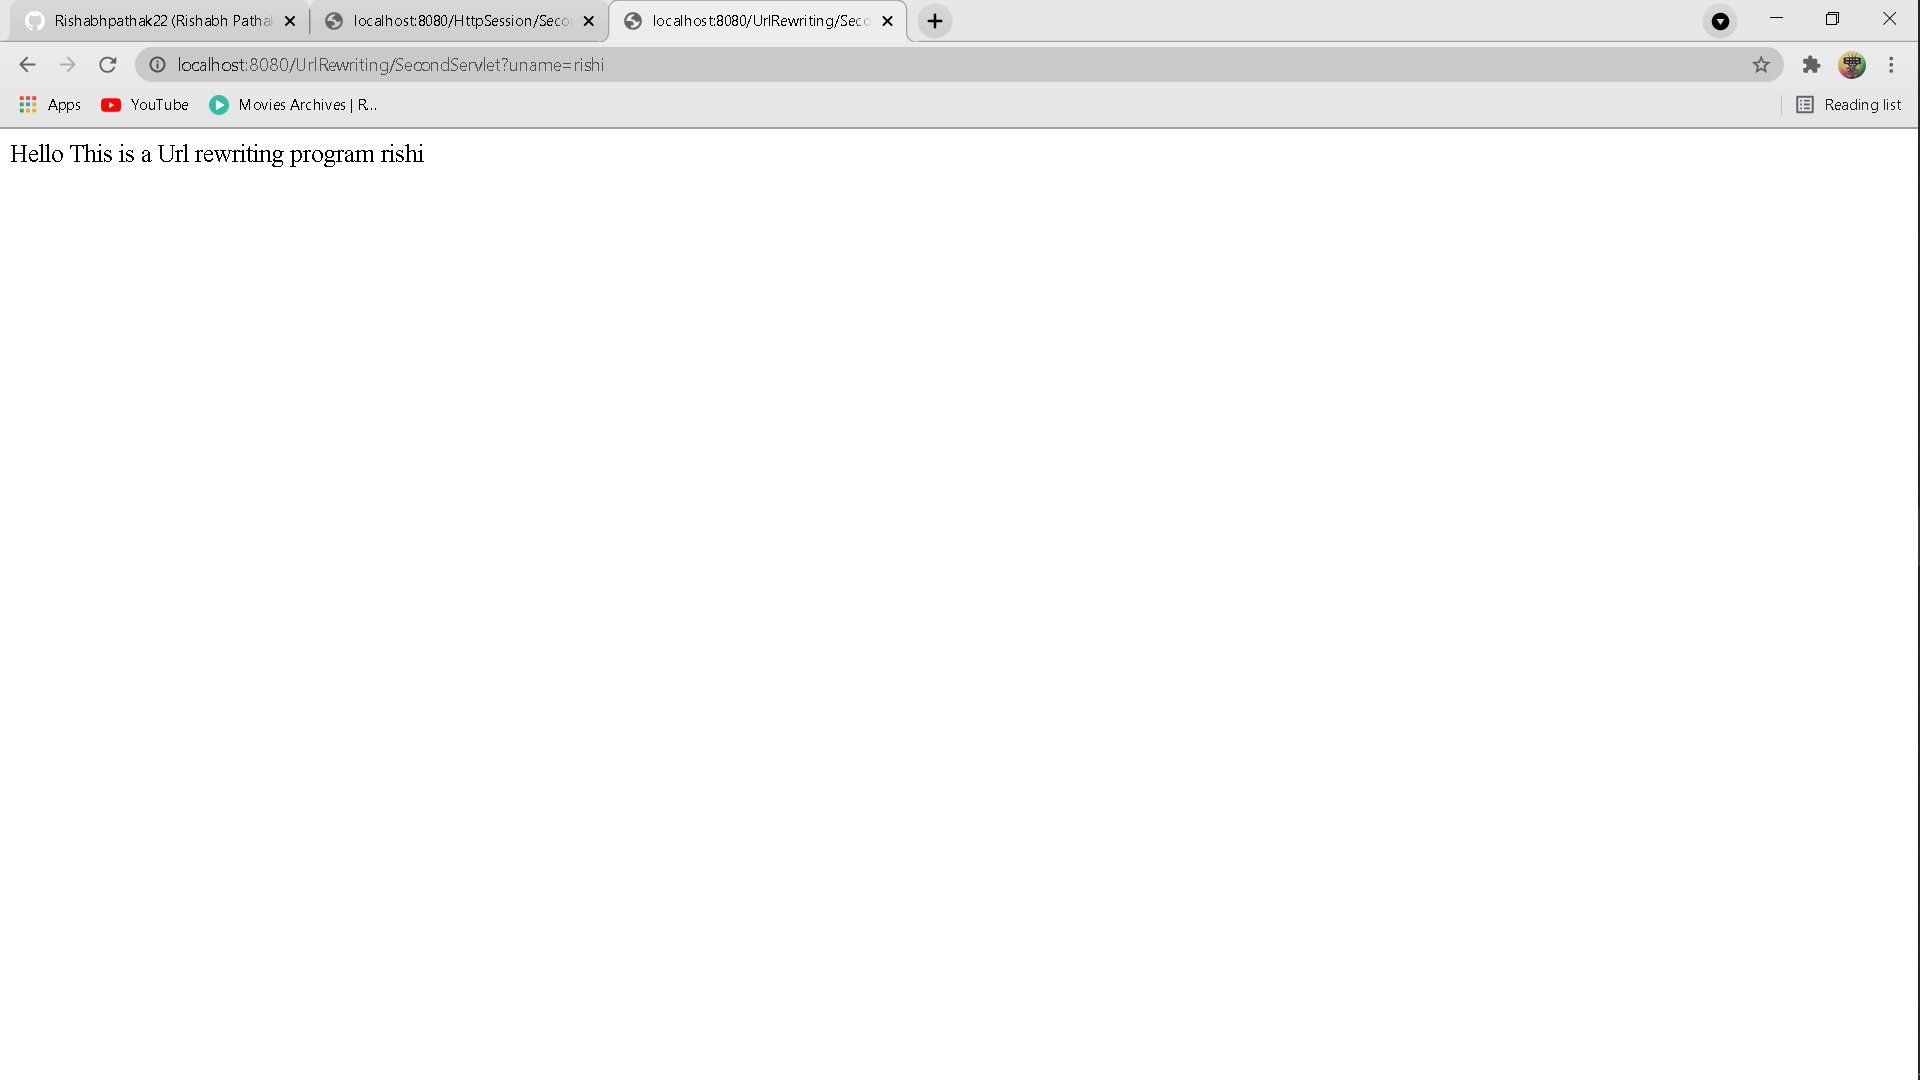 Rishabhpathak22 (Rishabh Patha
localhost:8080/HttpSession/Seco
localhost:8080/UrlRewriting/Seco
localhost:8080/UrlRewriting/SecondServlet?uname=rishi
Apps
YouTube
Movies Archives | R...
Reading list
Hello This is a Url rewriting program rishi